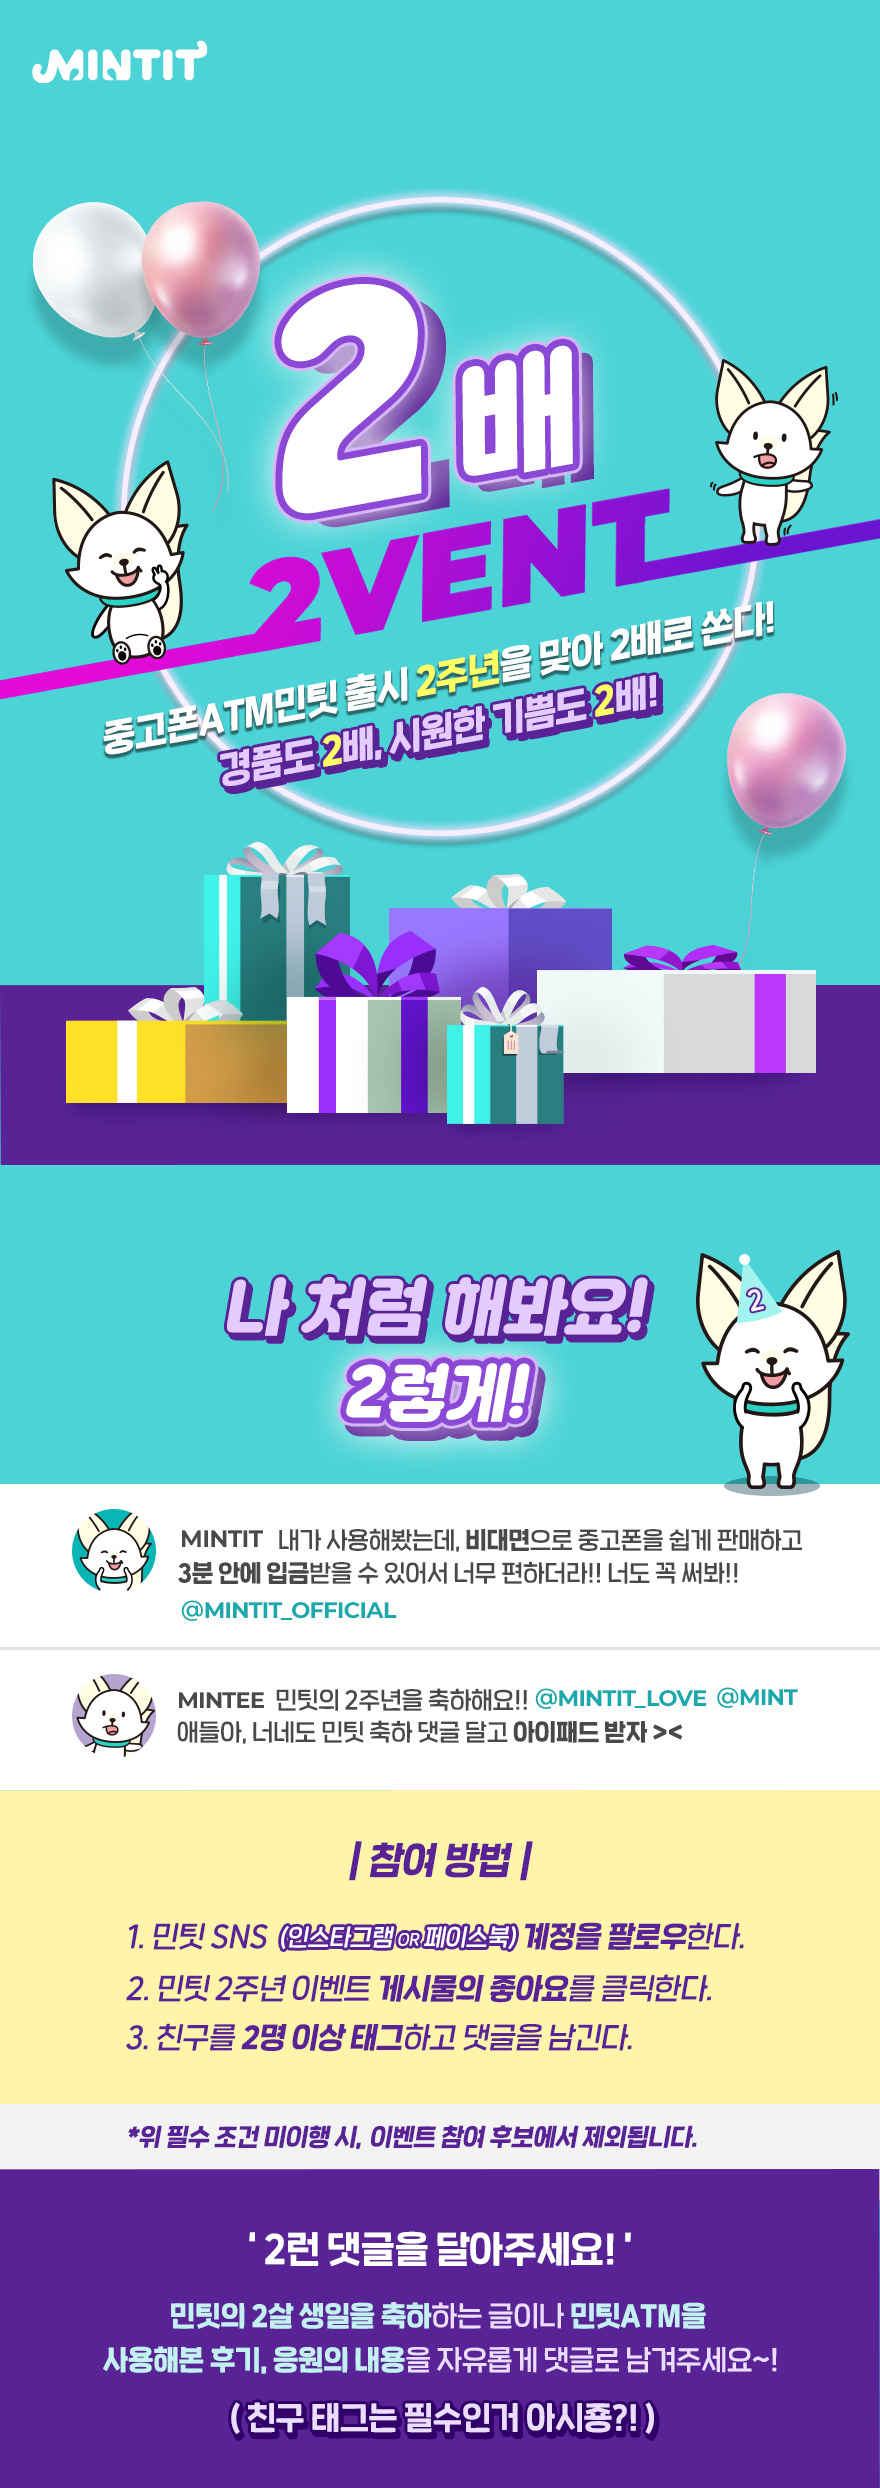 MINTIT
2배
2VENT
중고폰ATM민팃 출시 2주년을 맞아 2배로 쏜다!
경품도 2배, 시원한 기쁨도 2배!
나 처럼 해봐요!
2
2렇게!
MINTIT 내가 사용해봤는데, 비대면으로 중고폰을 쉽게 판매하고
3분 안에 입금받을 수 있어서 너무 편하더라!! 너도 꼭 써봐!!
@MINTIT_OFFICIAL
MINTEE 민팃의 2주년을 축하해요!! @MINTIT_LOVE @MINT
얘들아, 너네도 민팃 축하 댓글 달고 아이패드 받자 ><
| 참여 방법 |
1. 민팃 SNS (인스타그램 OR 페이스북) 계정을 팔로우한다.
2. 민팃 2주년 이벤트 게시물의 좋아요를 클릭한다.
3. 친구를 2명 이상 태그하고 댓글을 남긴다.
*위 필수 조건 미이행 시, 이벤트 참여 후보에서 제외됩니다.
' 2런 댓글을 달아주세요! '
민팃의 2살 생일을 축하하는 글이나 민팃ATM을
사용해본 후기, 응원의 내용을 자유롭게 댓글로 남겨주세요~!
( 친구 태그는 필수인거 아시죵?! )